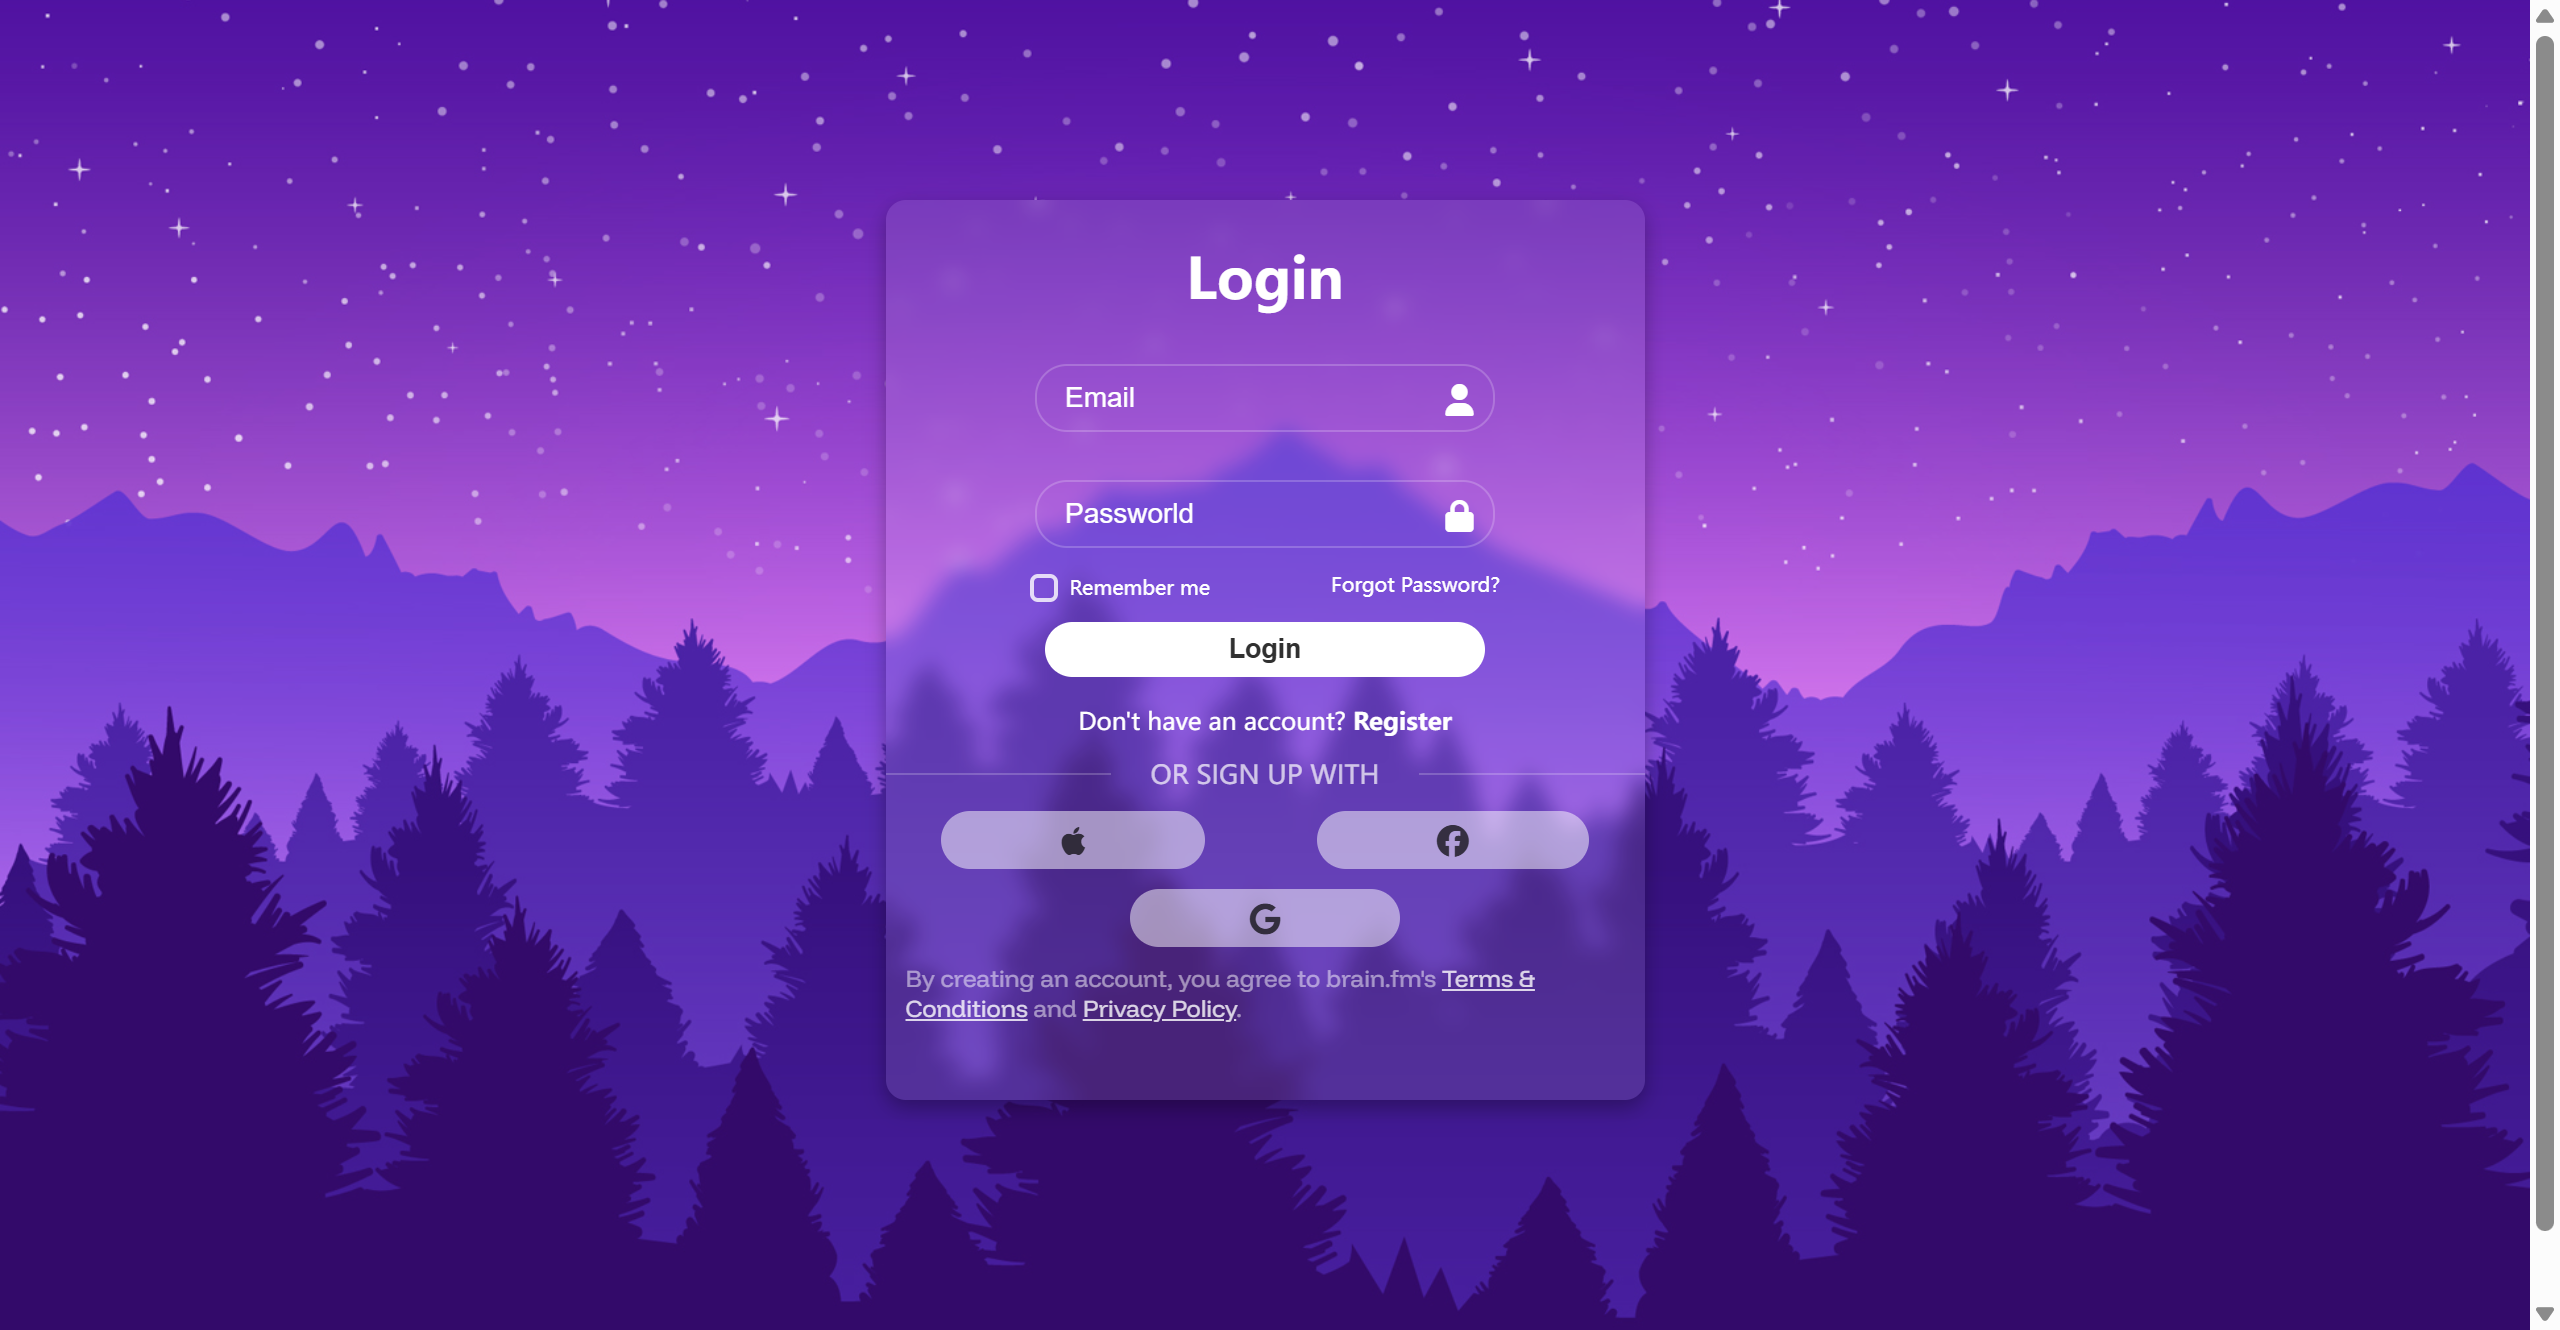 Login
Email
Passworld
Remember me
Forgot Password?
Login
Don't have an account? Register
OR SIGN UP WITH
By creating an account, you agree to brain.fm's Terms &
Conditions and Privacy Policy.